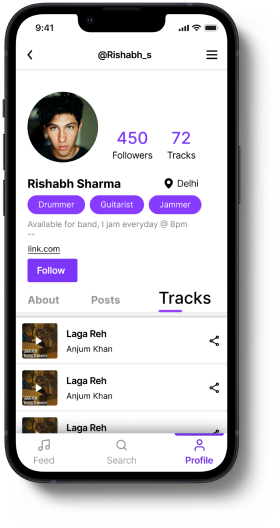 9:41
@Rishabh_s
450 72
Followers Tracks
Rishabh Sharma Delhi
Drummer Guitarist Jammer
Available for band, I jam everyday @ 8pm
--
link.com
Follow
About Posts Tracks
Laga Reh
Anjum Khan
Laga Reh
Anjum Khan
Laga Reh
Feed Search Profile